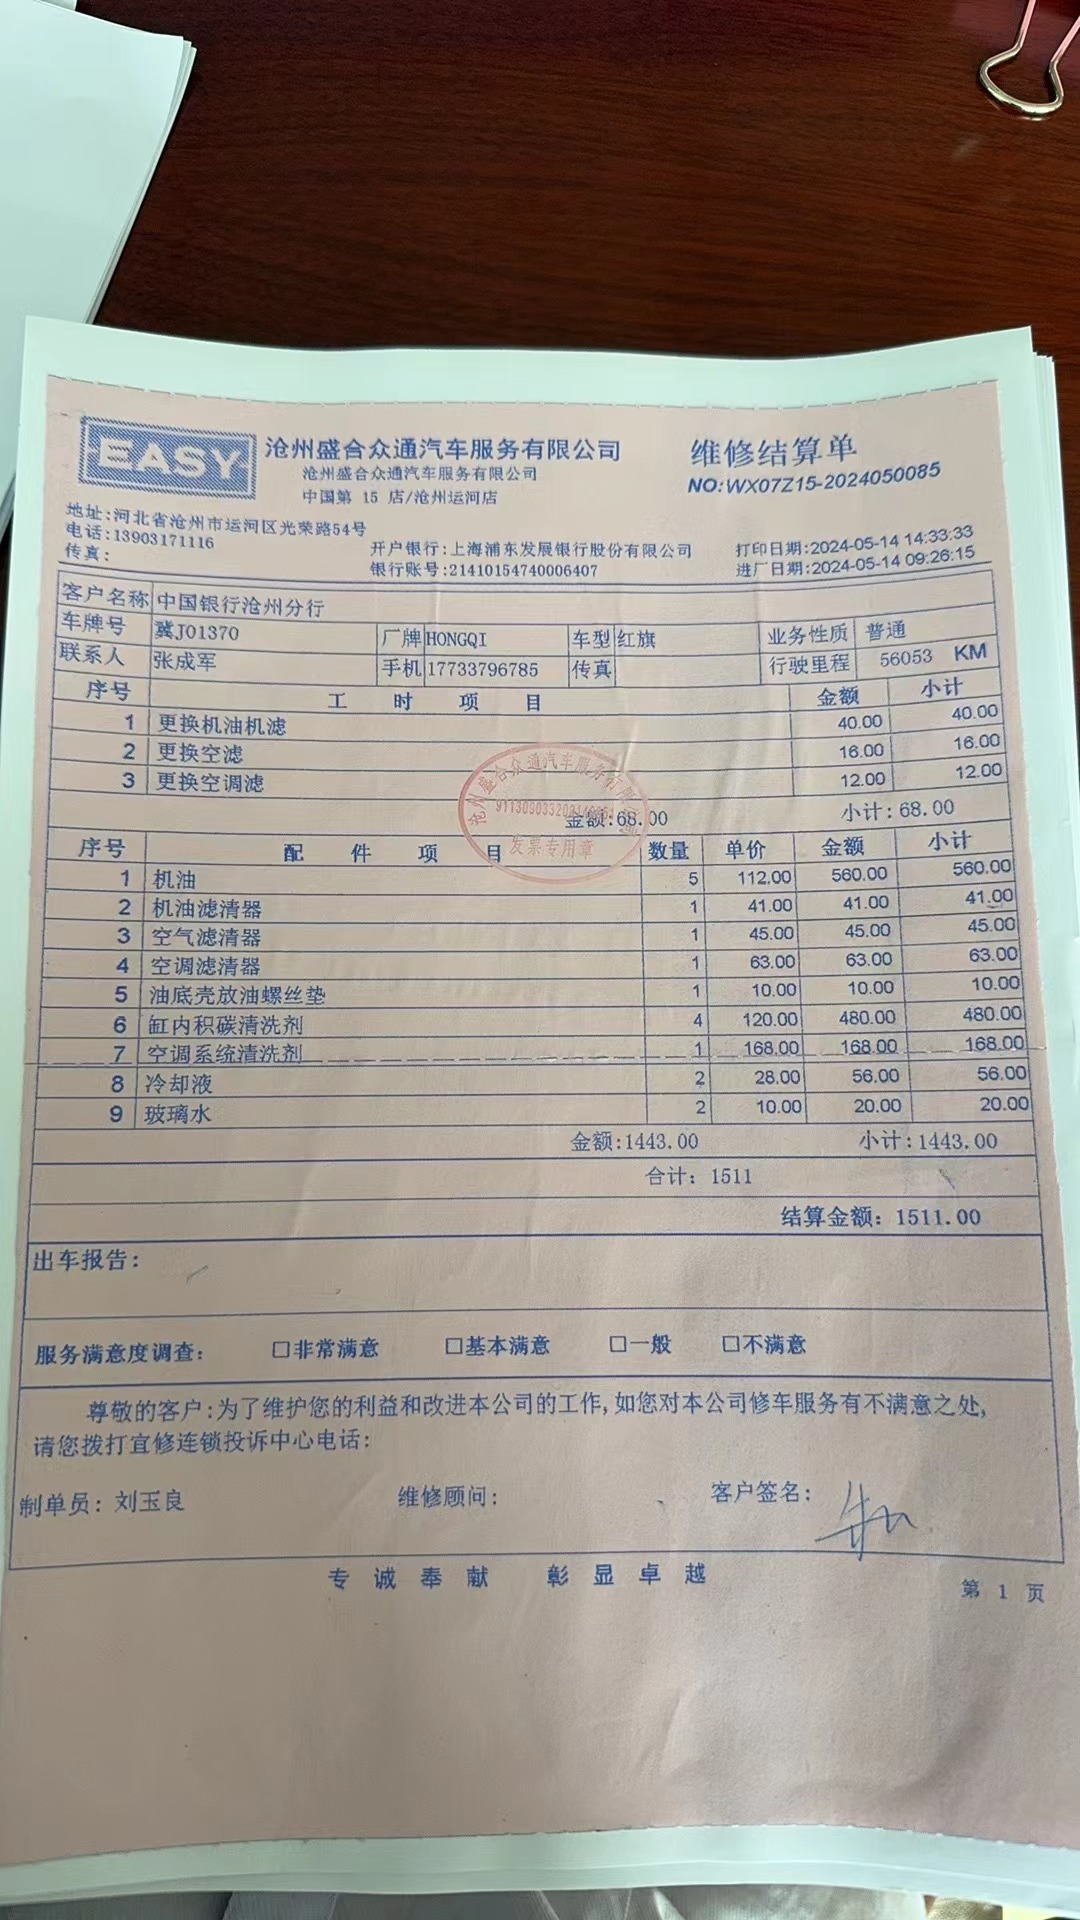 EASY
沧州盛合众通汽车服务有限公司
维修结算单
沧州盛合众通汽车服务有限公司
中国第 15 店/沧州运河店
NO:WX07Z15-2024050085
地址:河北省沧州市运河区光荣路54号
电话:13903171116
传真:
开户银行:上海浦东发展银行股份有限公司
银行账号:21410154740006407
打印日期:2024-05-14 14:33:33
进厂日期:2024-05-14 09:26:15
客户名称 中国银行沧州分行
车牌号 冀J01370 厂牌 HONGQI 车型 红旗 业务性质 普通
联系人 张成军 手机 17733796785 传真 行驶里程 56053 KM
序号 工 时 项 目 金额 小计
1 更换机油机滤 40.00 40.00
2 更换空滤 16.00 16.00
3 更换空调滤 12.00 12.00
金额:68.00 小计:68.00
沧州盛合众通汽车服务有限公司
发票专用章
序号 配 件 项 目 数量 单价 金额 小计
1 机油 5 112.00 560.00 560.00
2 机油滤清器 1 41.00 41.00 41.00
3 空气滤清器 1 45.00 45.00 45.00
4 空调滤清器 1 63.00 63.00 63.00
5 油底壳放油螺丝垫 1 10.00 10.00 10.00
6 缸内积碳清洗剂 4 120.00 480.00 480.00
7 空调系统清洗剂 1 168.00 168.00 168.00
8 冷却液 2 28.00 56.00 56.00
9 玻璃水 2 10.00 20.00 20.00
金额:1443.00 小计:1443.00
合计: 1511
结算金额: 1511.00
出车报告:
服务满意度调查: □非常满意 □基本满意 □一般 □不满意
尊敬的客户:为了维护您的利益和改进本公司的工作,如您对本公司修车服务有不满意之处,
请您拨打宜修连锁投诉中心电话:
制单员: 刘玉良 维修顾问: 客户签名:
专 诚 奉 献 彰 显 卓 越
第 1 页